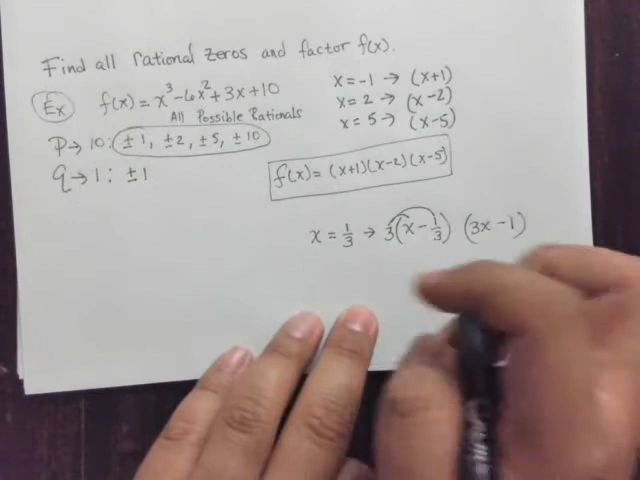 Find all rational zeros and factor f(x).
Ex f(x) = x³ - 6x² + 3x + 10
All Possible Rationals
P → 10: ±1, ±2, ±5, ±10
q → 1: ±1
x = -1 → (x+1)
x = 2 → (x-2)
x = 5 → (x-5)
f(x) = (x+1)(x-2)(x-5)
x = 1/3 → 3(x - 1/3) (3x - 1)